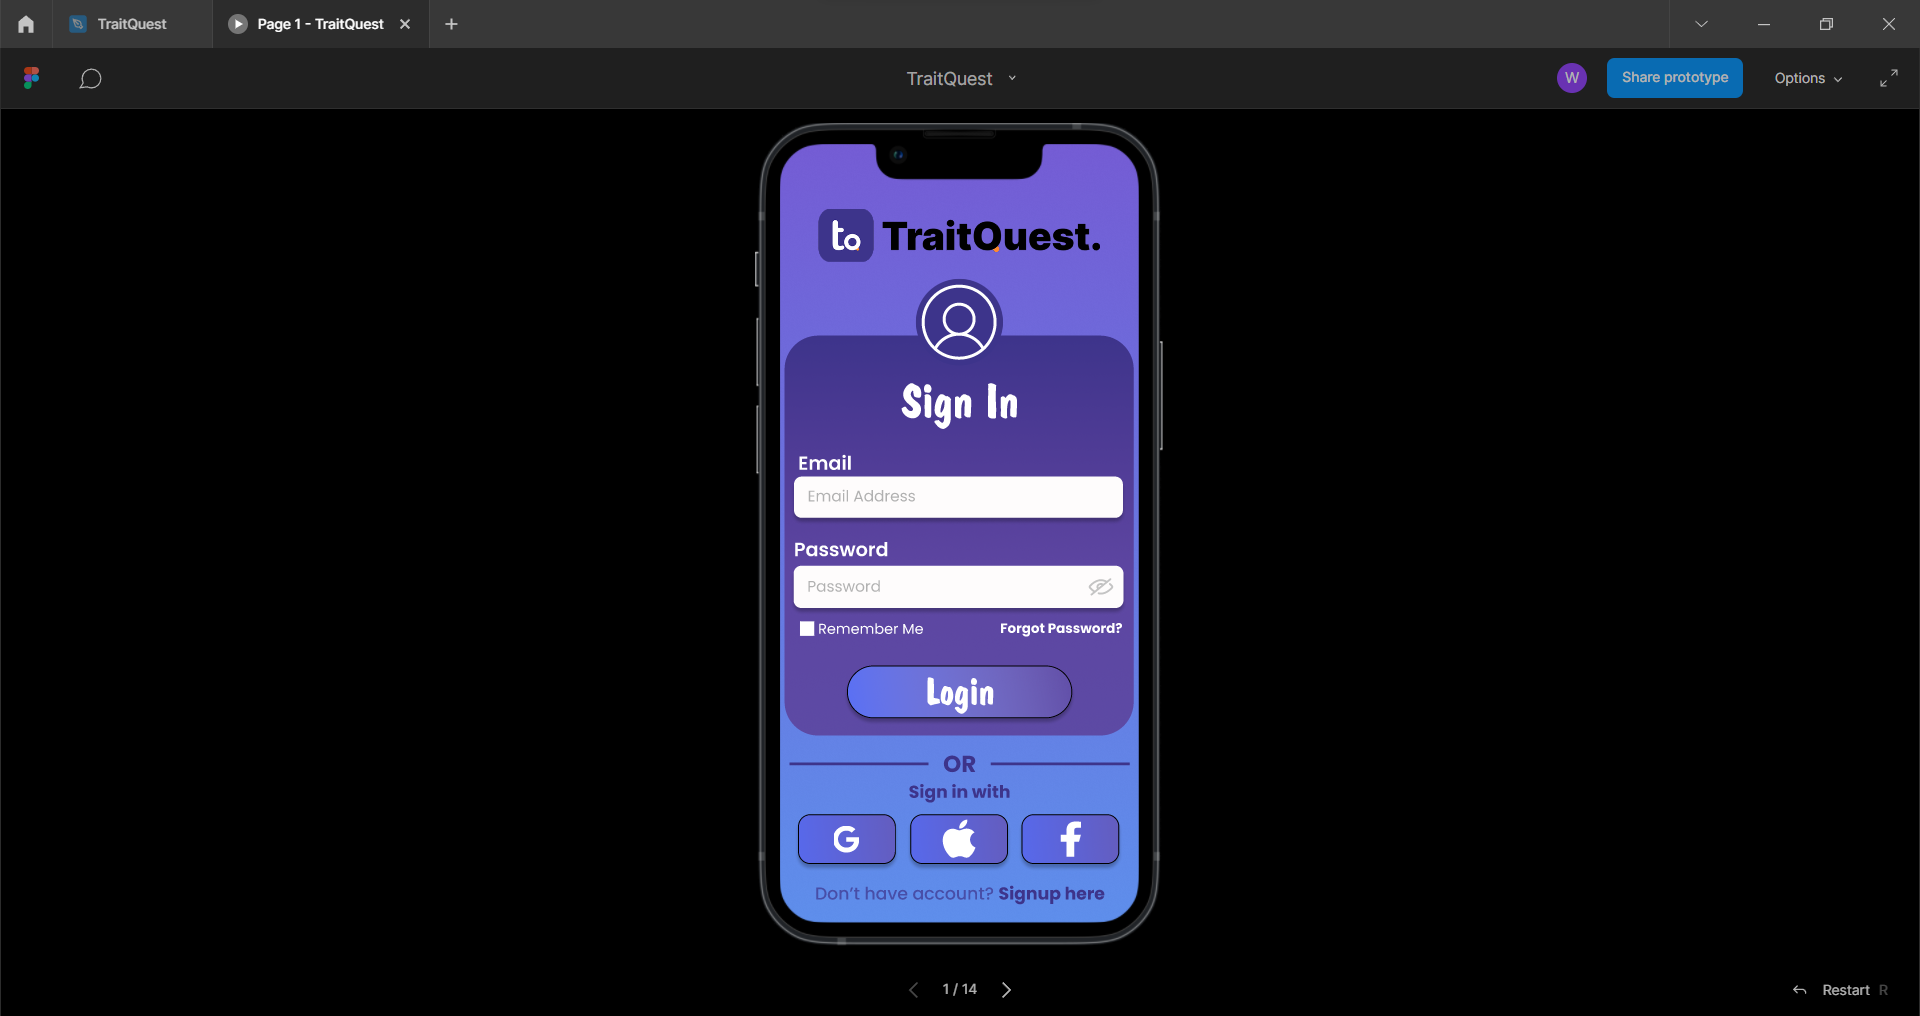 TraitQuest
Page 1 - TraitQuest
TraitQuest
W
Share prototype
Options
to
TraitQuest.
Sign In
Email
Email Address
Password
Password
Remember Me
Forgot Password?
Login
OR
Sign in with
G
f
Don't have account? Signup here
1 / 14
Restart R